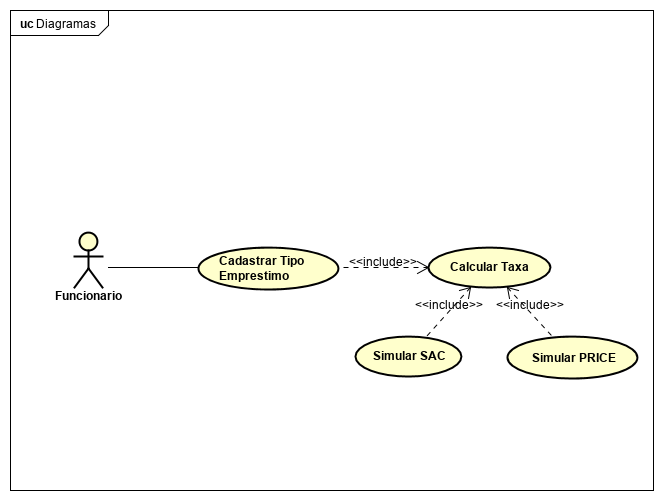 uc Diagramas
Cadastrar Tipo
Emprestimo
<<include>>
Calcular Taxa
Funcionario
<<include>>
<<include>>
Simular SAC
Simular PRICE